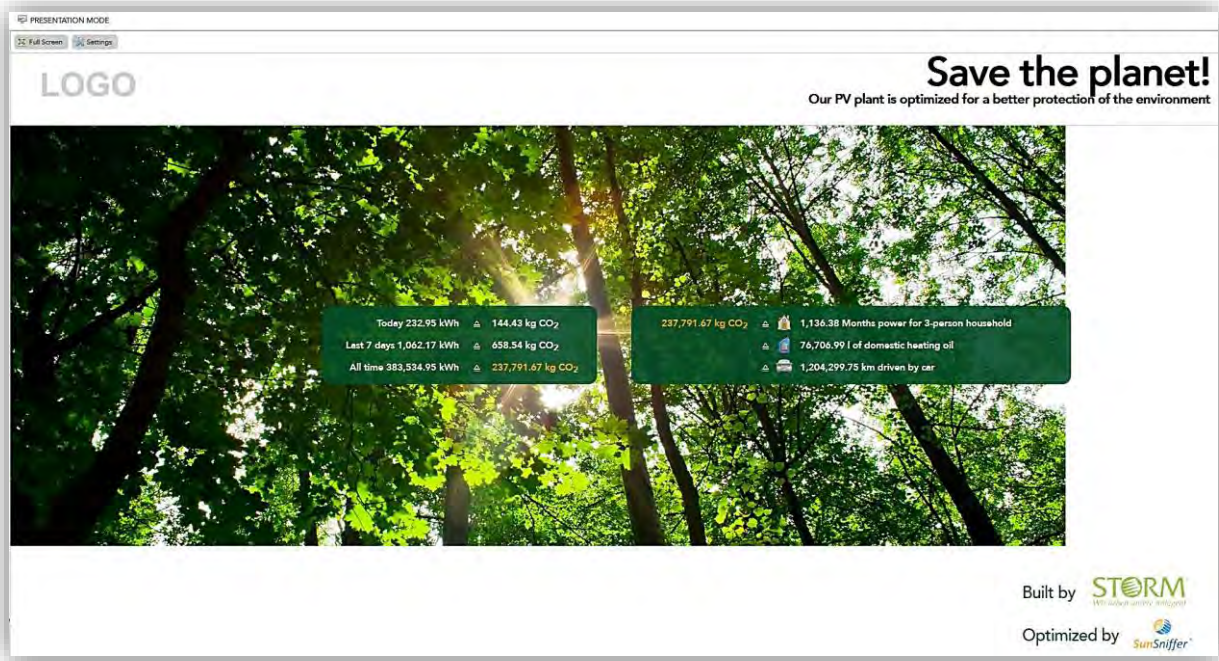 PRESENTATION MODE
Full Screen Settings
LOGO
Save the planet!
Our PV plant is optimized for a better protection of the environment
Today 232.95 kWh ≙ 144.43 kg CO₂
Last 7 days 1,062.17 kWh ≙ 658.54 kg CO₂
All time 383,534.95 kWh ≙ 237,791.67 kg CO₂
237,791.67 kg CO₂ ≙ 1,136.38 Months power for 3-person household
≙ 76,706.99 l of domestic heating oil
≙ 1,204,299.75 km driven by car
Built by STORM
Optimized by SunSniffer